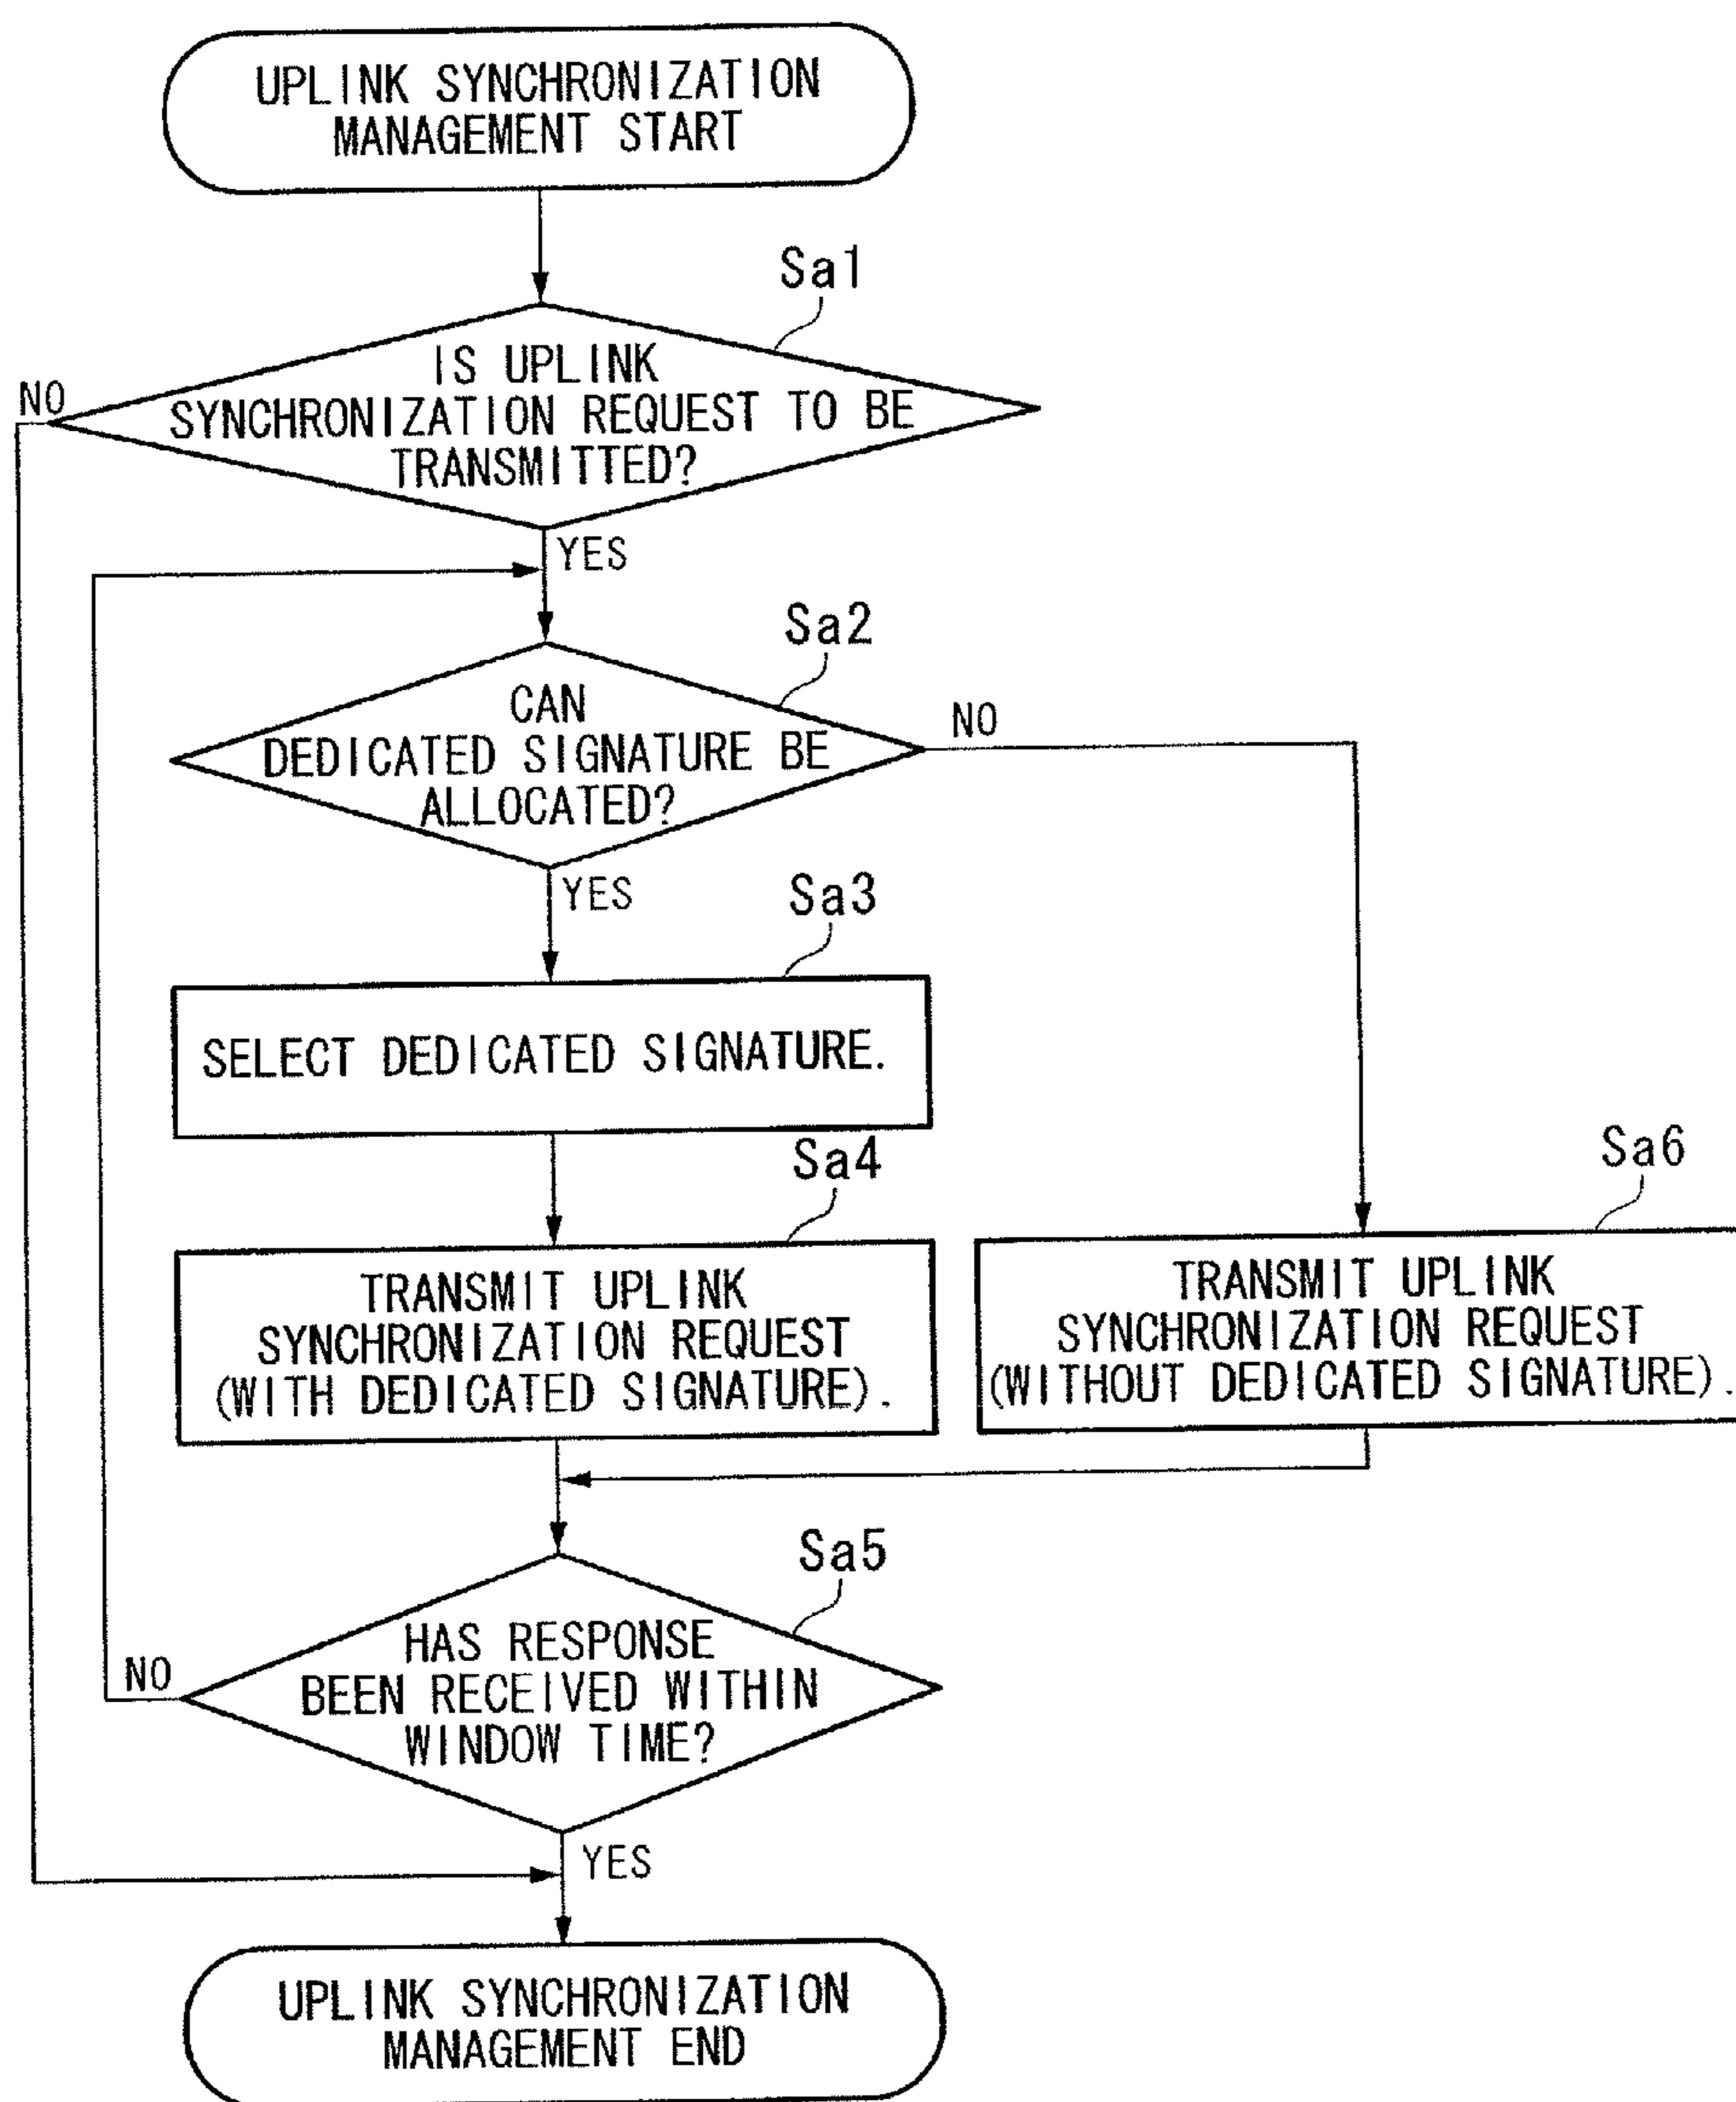 UPLINK SYNCHRONIZATION
MANAGEMENT START
Sa1
IS UPLINK
SYNCHRONIZATION REQUEST TO BE
TRANSMITTED?
NO
YES
Sa2
CAN
DEDICATED SIGNATURE BE
ALLOCATED?
NO
YES
Sa3
SELECT DEDICATED SIGNATURE.
Sa4
TRANSMIT UPLINK
SYNCHRONIZATION REQUEST
(WITH DEDICATED SIGNATURE).
Sa6
TRANSMIT UPLINK
SYNCHRONIZATION REQUEST
(WITHOUT DEDICATED SIGNATURE).
Sa5
HAS RESPONSE
BEEN RECEIVED WITHIN
WINDOW TIME?
NO
YES
UPLINK SYNCHRONIZATION
MANAGEMENT END